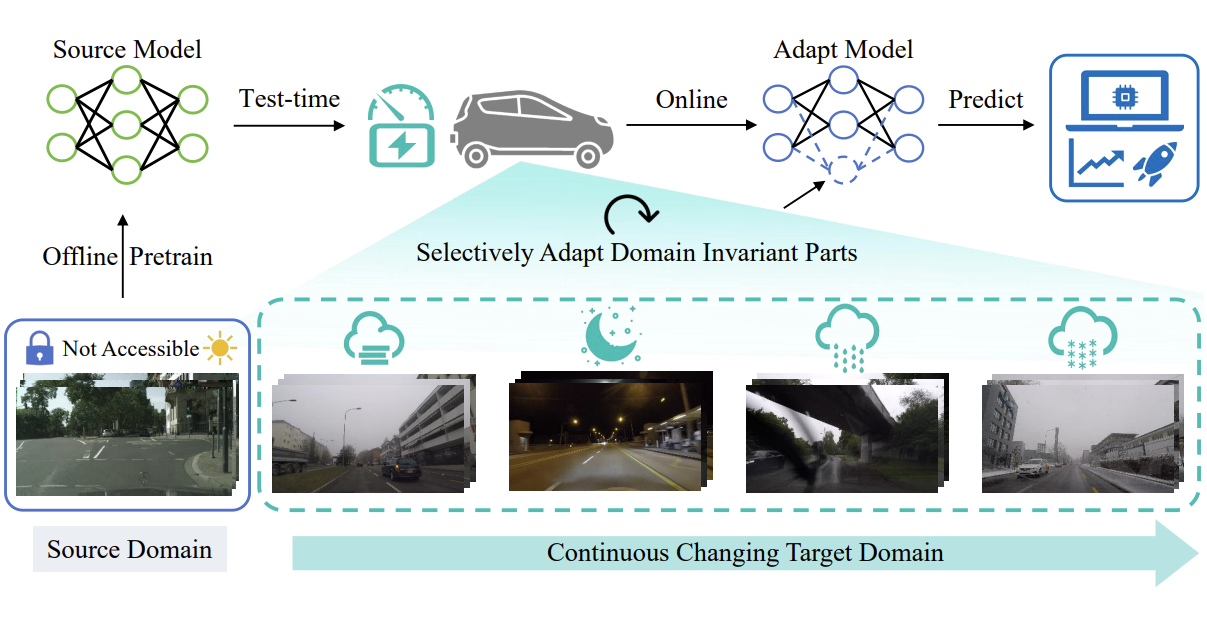 Source Model
Adapt Model
Test-time
Online
Predict
Selectively Adapt Domain Invariant Parts
Offline Pretrain
Not Accessible
Source Domain
Continuous Changing Target Domain